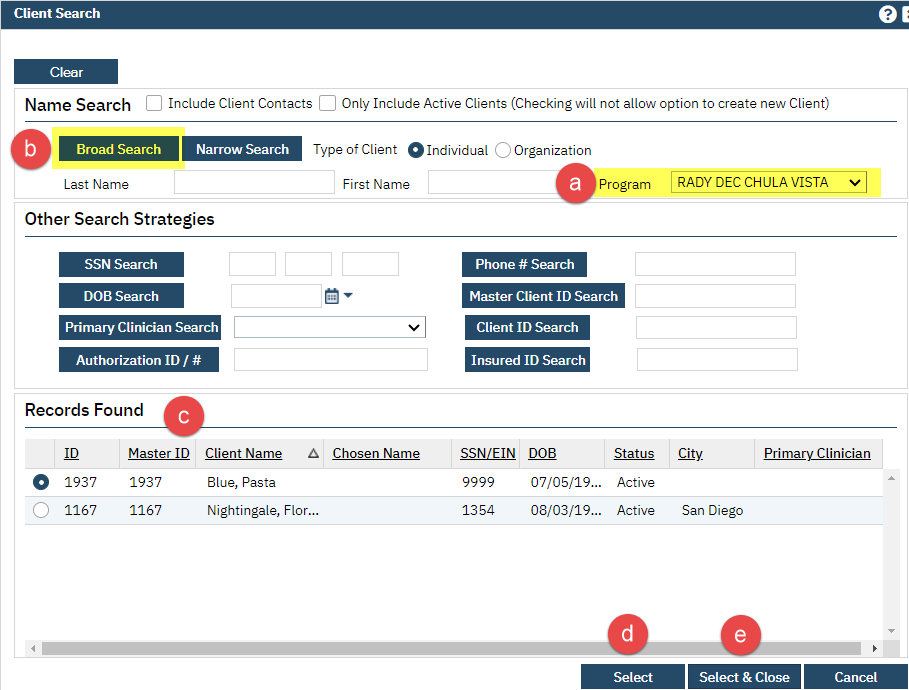 Client Search ?
Clear
Name Search Include Client Contacts Only Include Active Clients (Checking will not allow option to create new Client)
b Broad Search Narrow Search Type of Client Individual Organization
Last Name First Name a Program RADY DEC CHULA VISTA
Other Search Strategies
SSN Search Phone # Search
DOB Search Master Client ID Search
Primary Clinician Search Client ID Search
Authorization ID / # Insured ID Search
Records Found c
ID Master ID Client Name Chosen Name SSN/EIN DOB Status City Primary Clinician
1937 1937 Blue, Pasta 9999 07/05/19... Active
1167 1167 Nightingale, Flor... 1354 08/03/19... Active San Diego
d e
Select Select & Close Cancel